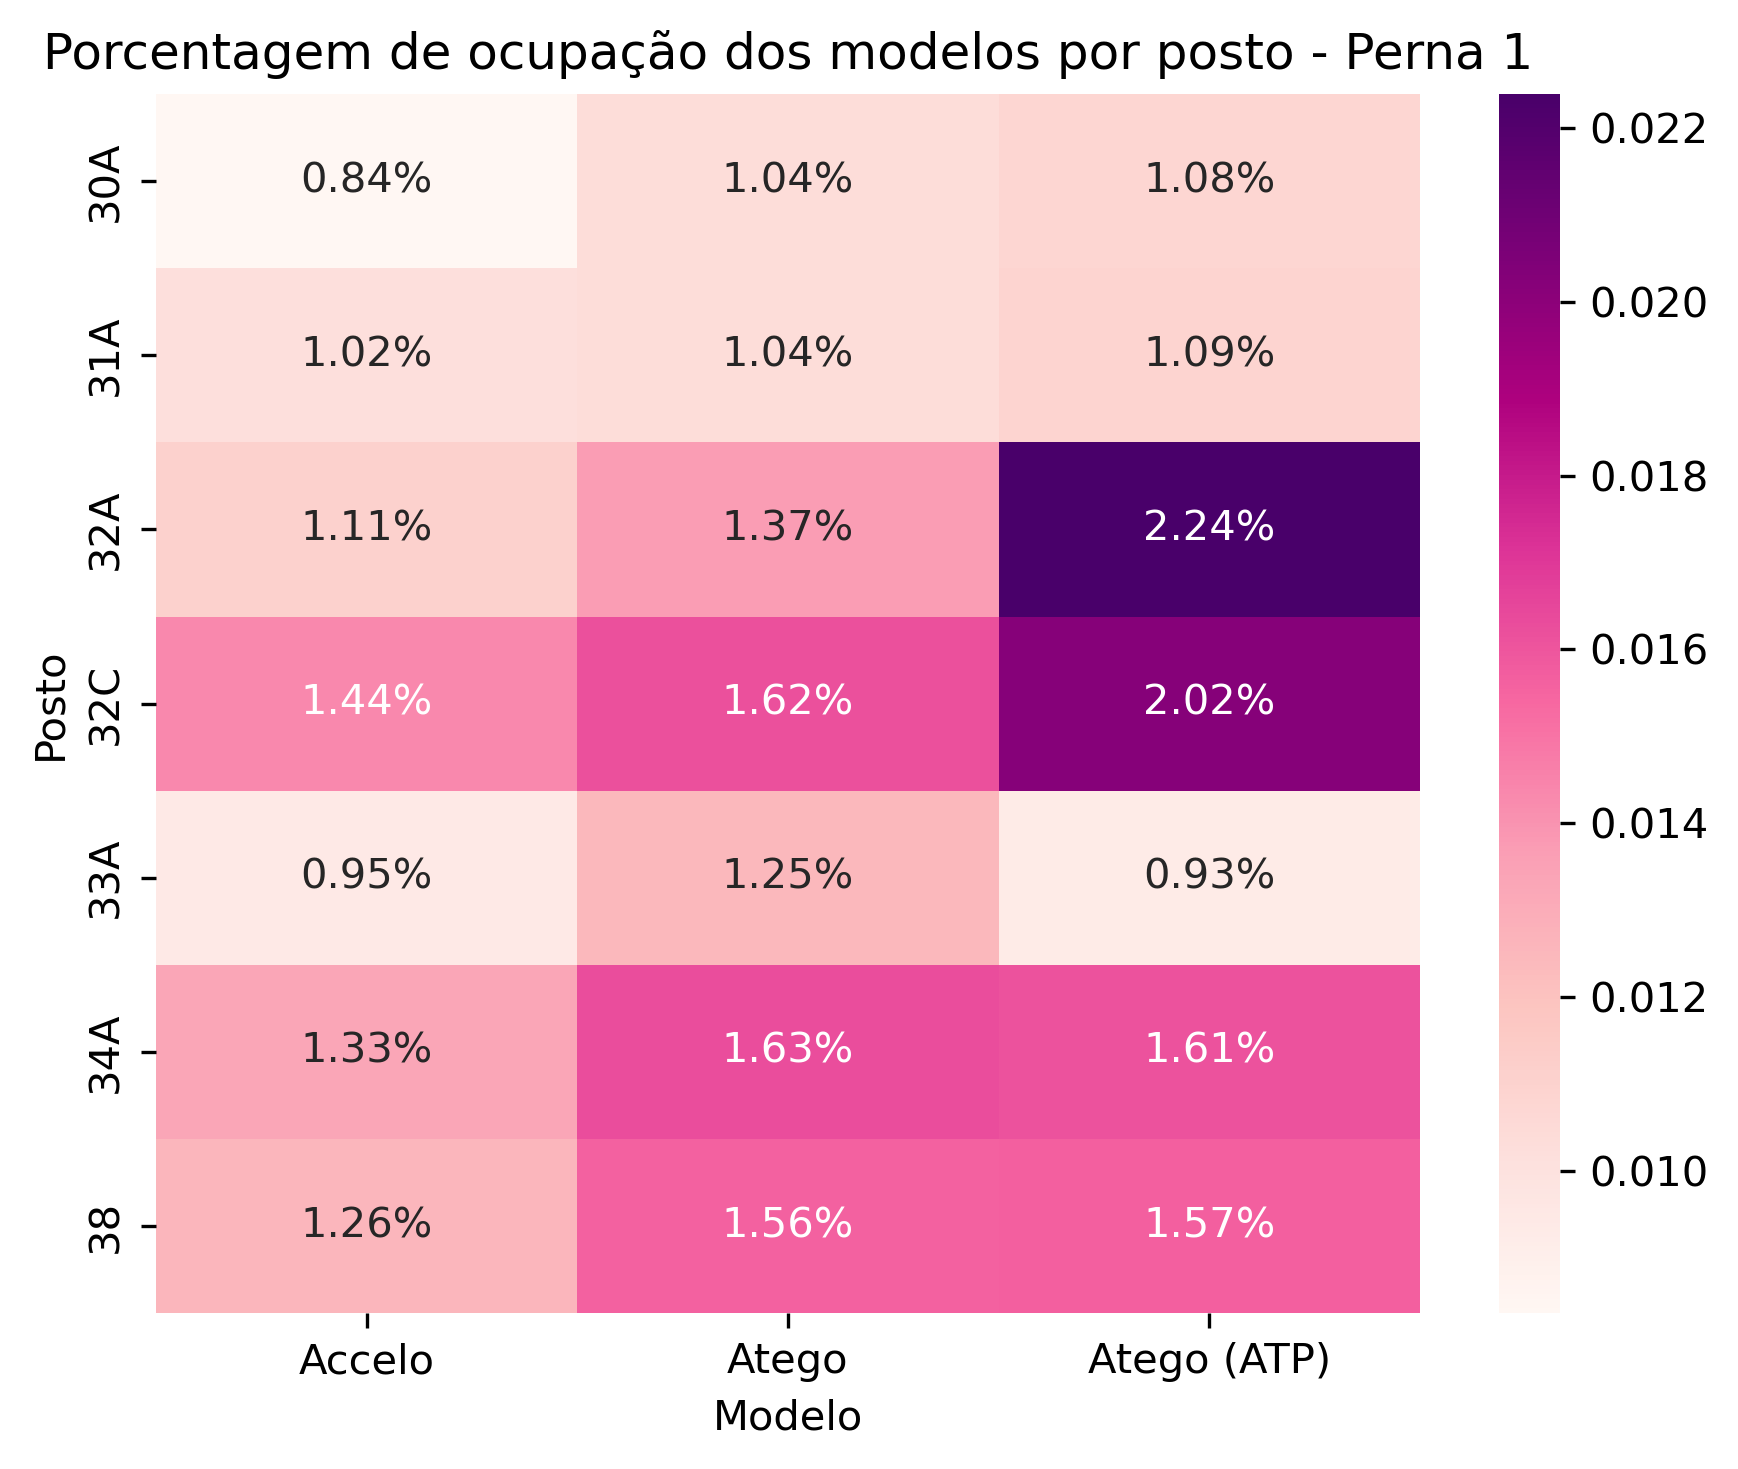 Porcentagem de ocupação dos modelos por posto - Perna 1
30A 0.84% 1.04% 1.08%
31A 1.02% 1.04% 1.09%
32A 1.11% 1.37% 2.24%
32C 1.44% 1.62% 2.02%
33A 0.95% 1.25% 0.93%
34A 1.33% 1.63% 1.61%
38 1.26% 1.56% 1.57%
Posto
Accelo Atego Atego (ATP)
Modelo
0.022
0.020
0.018
0.016
0.014
0.012
0.010